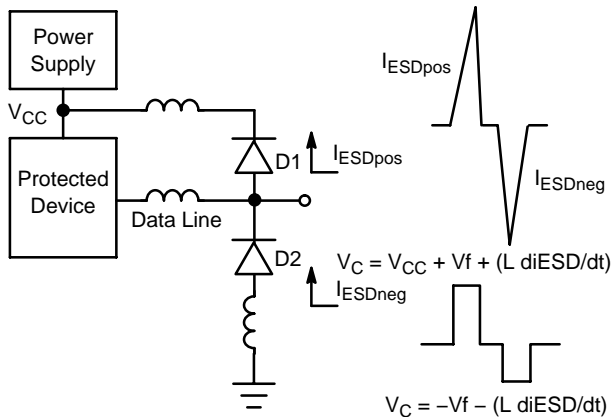 Power
Supply
V_CC
Protected
Device
Data Line
D1
I_ESDpos
D2
I_ESDneg
I_ESDpos
I_ESDneg
V_C = V_CC + Vf + (L diESD/dt)
V_C = −Vf − (L diESD/dt)